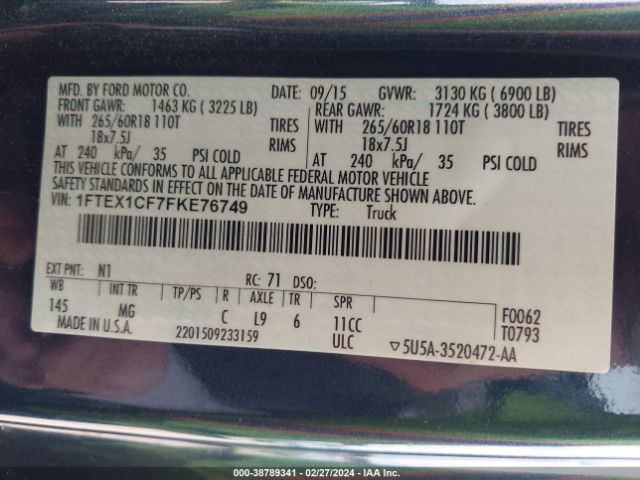 MFD. BY FORD MOTOR CO. DATE: 09/15 GVWR: 3130 KG ( 6900 LB)
FRONT GAWR: 1463 KG ( 3225 LB) REAR GAWR: 1724 KG ( 3800 LB)
WITH 265/60R18 110T TIRES WITH 265/60R18 110T TIRES
18x7.5J RIMS 18x7.5J RIMS
AT 240 kPa/ 35 PSI COLD AT 240 kPa/ 35 PSI COLD
THIS VEHICLE CONFORMS TO ALL APPLICABLE FEDERAL MOTOR VEHICLE
SAFETY STANDARDS IN EFFECT ON THE DATE OF MANUFACTURE SHOWN ABOVE.
VIN: 1FTEX1CF7FKE76749 TYPE: Truck
EXT PNT: N1 RC: 71 DSO:
WB INT TR TP/PS R AXLE TR SPR
145 MG C L9 6 11CC F0062
MADE IN U.S.A. 2201509233159 ULC T0793
▽5U5A-3520472-AA
000-38789341 / 02/27/2024 - IAA Inc.